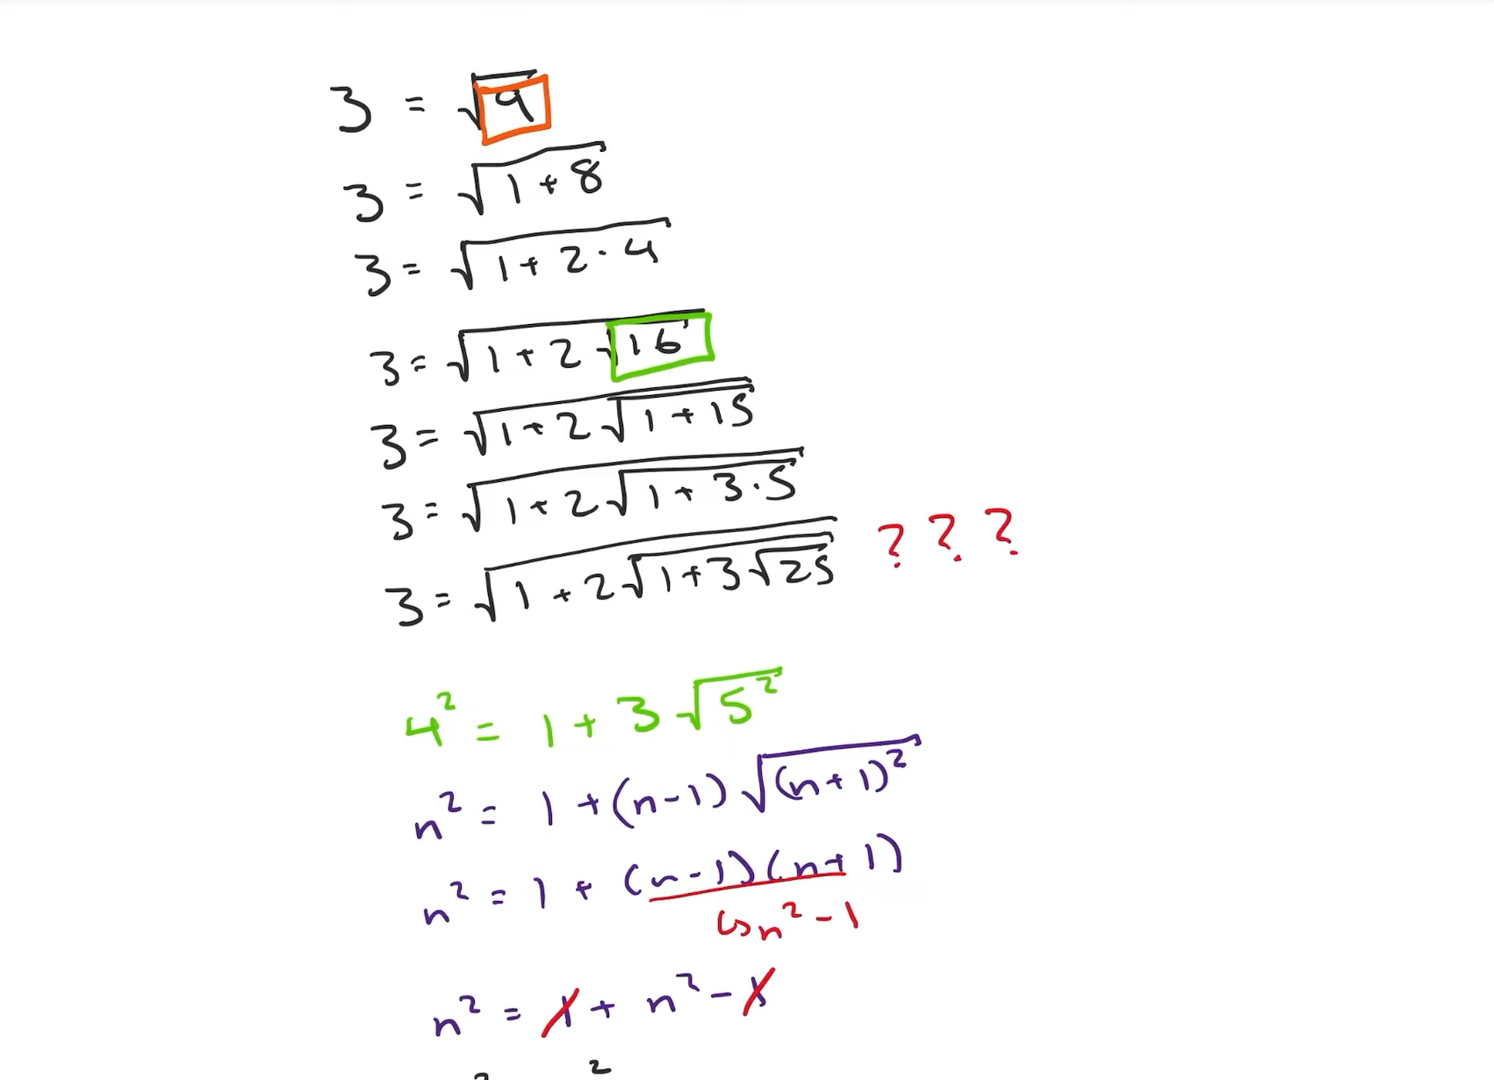 3 = √9
3 = √(1 + 8)
3 = √(1 + 2 · 4)
3 = √(1 + 2√16)
3 = √(1 + 2√(1 + 15))
3 = √(1 + 2√(1 + 3 · 5))
3 = √(1 + 2√(1 + 3√25)) ? ? ?
4² = 1 + 3√5²
n² = 1 + (n-1)√(n+1)²
n² = 1 + (n-1)(n+1)
↳ n² - 1
n² = 1 + n² - 1